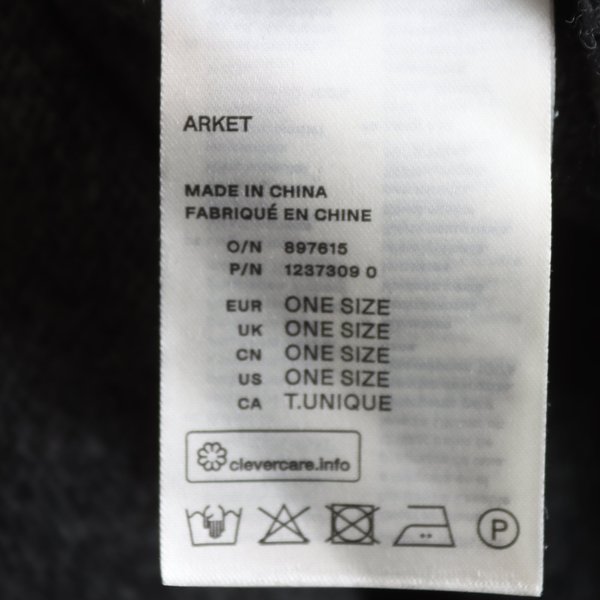 ARKET
MADE IN CHINA
FABRIQUÉ EN CHINE
O/N 897615
P/N 1237309 0
EUR ONE SIZE
UK ONE SIZE
CN ONE SIZE
US ONE SIZE
CA T.UNIQUE
clevercare.info
P